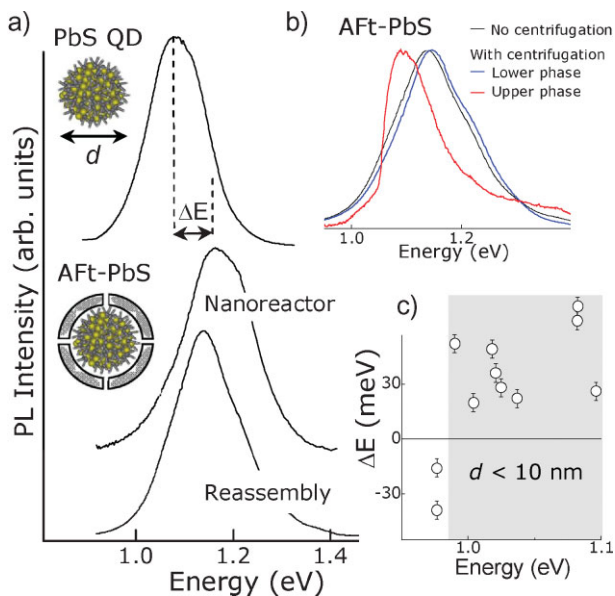 a)
PbS QD
d
ΔE
AFt-PbS
Nanoreactor
Reassembly
PL Intensity (arb. units)
1.0 1.2 1.4
Energy (eV)
b)
AFt-PbS
No centrifugation
With centrifugation
Lower phase
Upper phase
1.0 1.2
Energy (eV)
c)
ΔE (meV)
30
0
-30
d < 10 nm
1.0 1.1
Energy (eV)